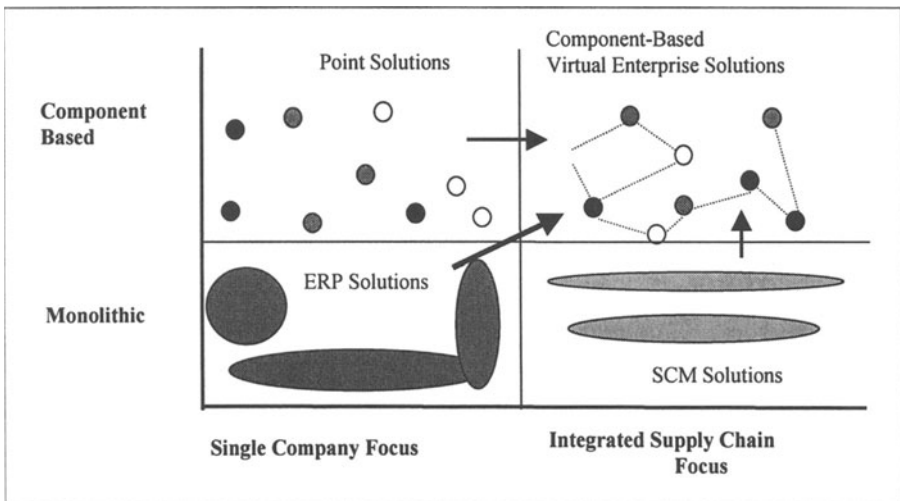 Point Solutions
Component-Based
Virtual Enterprise Solutions
Component
Based
ERP Solutions
Monolithic
SCM Solutions
Single Company Focus
Integrated Supply Chain
Focus